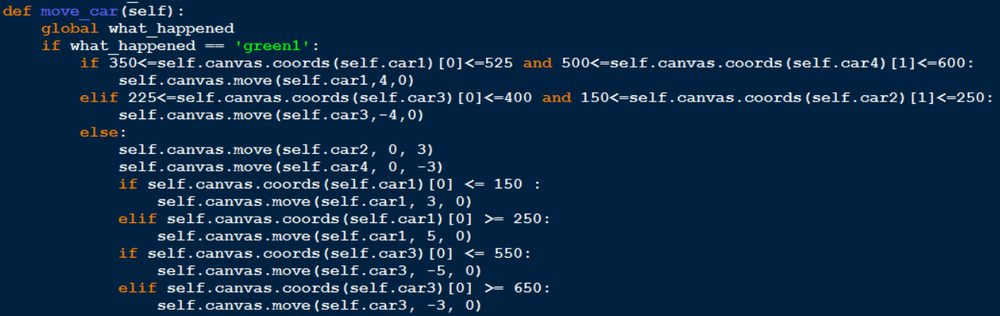 def move_car(self):
    global what_happened
    if what_happened == 'green1':
        if 350<=self.canvas.coords(self.car1)[0]<=525 and 500<=self.canvas.coords(self.car4)[1]<=600:
            self.canvas.move(self.car1,4,0)
        elif 225<=self.canvas.coords(self.car3)[0]<=400 and 150<=self.canvas.coords(self.car2)[1]<=250:
            self.canvas.move(self.car3,-4,0)
        else:
            self.canvas.move(self.car2, 0, 3)
            self.canvas.move(self.car4, 0, -3)
            if self.canvas.coords(self.car1)[0] <= 150 :
                self.canvas.move(self.car1, 3, 0)
            elif self.canvas.coords(self.car1)[0] >= 250:
                self.canvas.move(self.car1, 5, 0)
            if self.canvas.coords(self.car3)[0] <= 550:
                self.canvas.move(self.car3, -5, 0)
            elif self.canvas.coords(self.car3)[0] >= 650:
                self.canvas.move(self.car3, -3, 0)